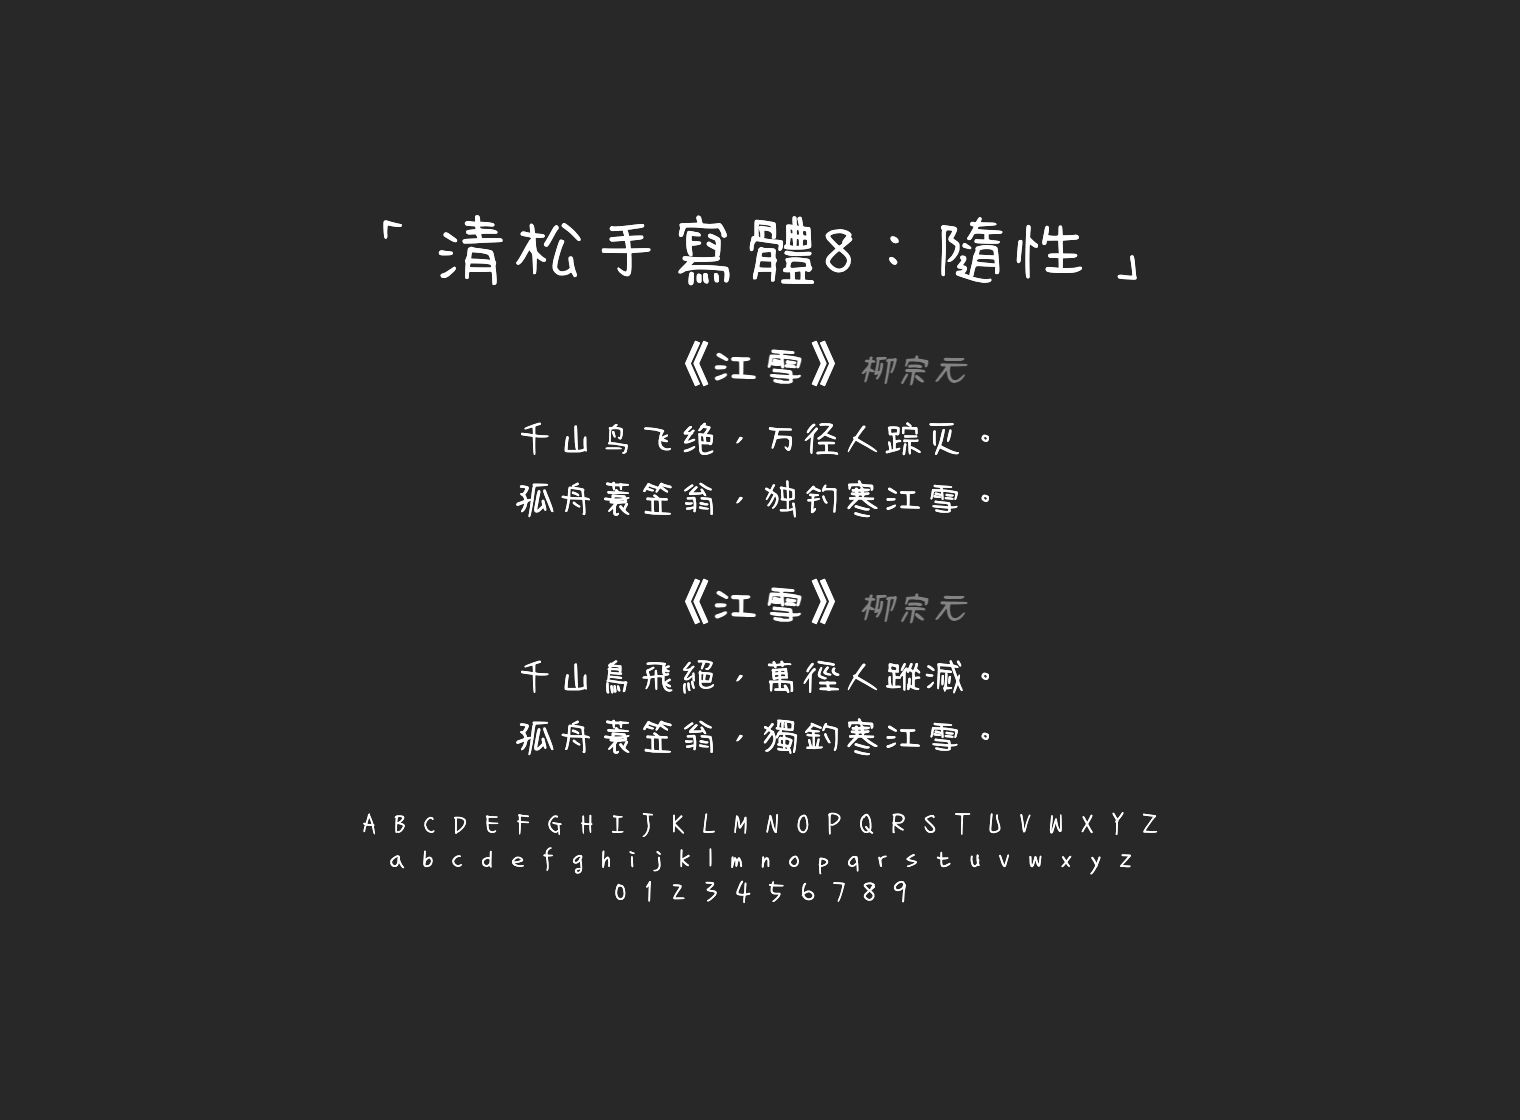 「清松手寫體8：隨性」
《江雪》柳宗元
千山鸟飞绝，万径人踪灭。
孤舟蓑笠翁，独钓寒江雪。
《江雪》柳宗元
千山鳥飛絕，萬徑人蹤滅。
孤舟蓑笠翁，獨釣寒江雪。
A B C D E F G H I J K L M N O P Q R S T U V W X Y Z
a b c d e f g h i j k l m n o p q r s t u v w x y z
0 1 2 3 4 5 6 7 8 9